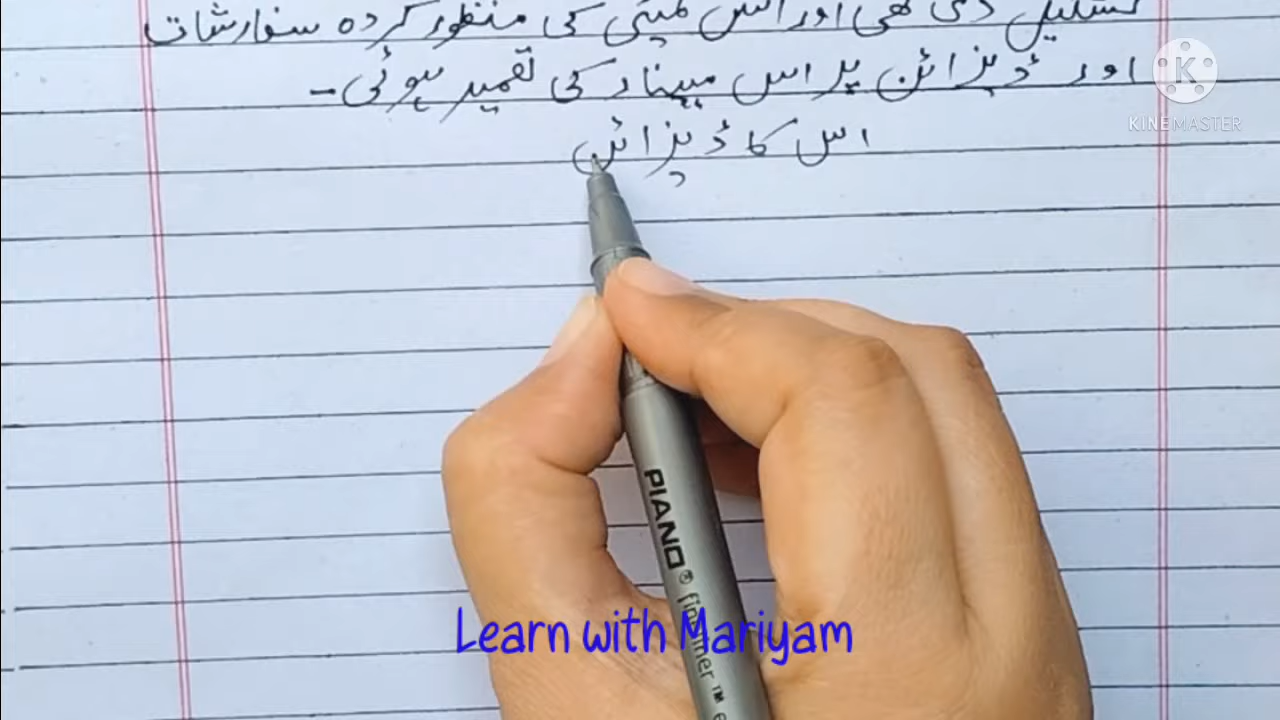 تشکیل دی تھی اور اس کمیٹی کی منظور کردہ سفارشات
اور ڈیزائن پر اس مینار کی تعمیر ہوئی۔
اس کا ڈیزائن
KINEMASTER
PIANO® fineliner™
Learn with Mariyam